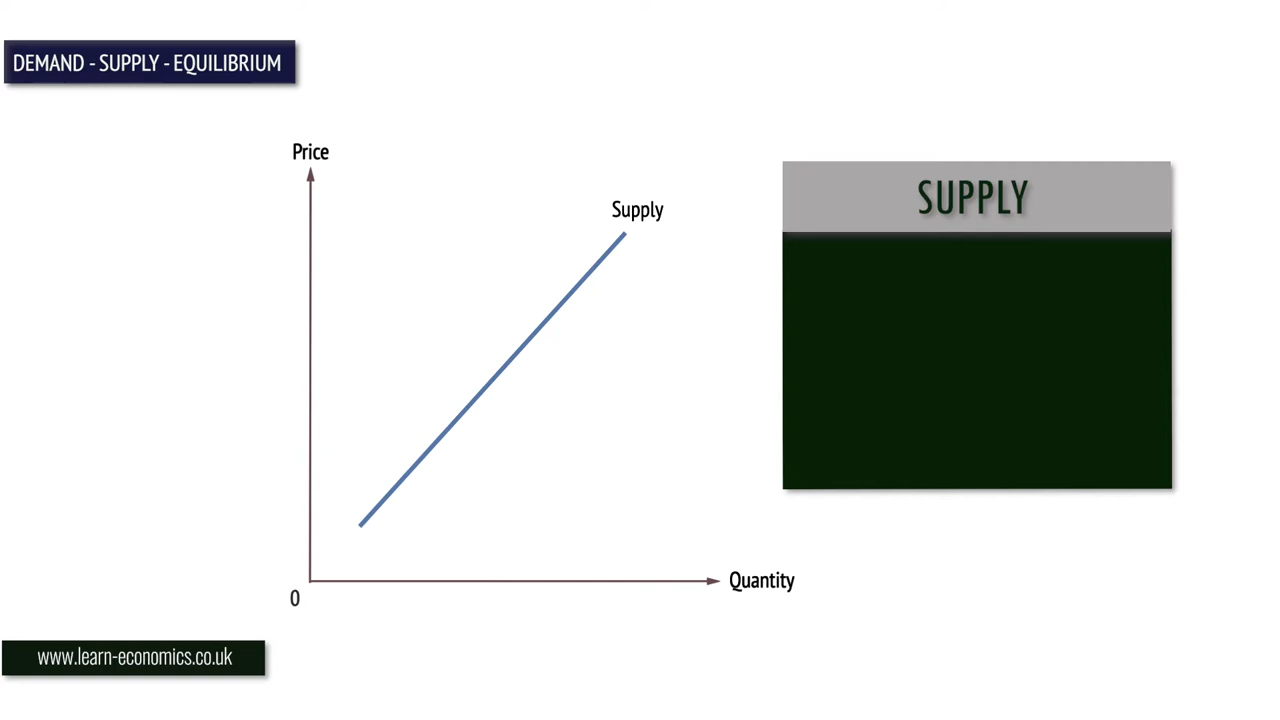 DEMAND - SUPPLY - EQUILIBRIUM
Price
Supply
SUPPLY
Quantity
0
www.learn-economics.co.uk